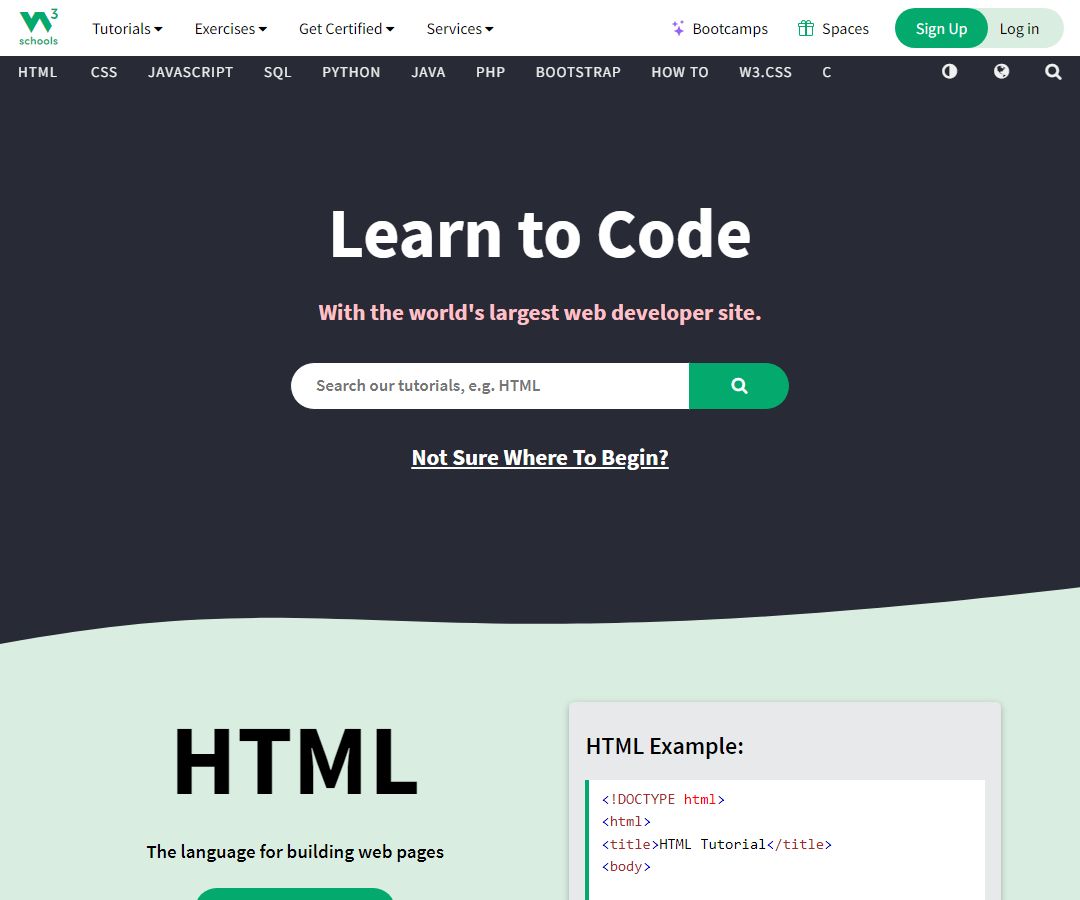 W3
schools
Tutorials Exercises Get Certified Services Bootcamps Spaces Sign Up Log in
HTML CSS JAVASCRIPT SQL PYTHON JAVA PHP BOOTSTRAP HOW TO W3.CSS C
Learn to Code
With the world's largest web developer site.
Search our tutorials, e.g. HTML
Not Sure Where To Begin?
HTML
The language for building web pages
HTML Example:
<!DOCTYPE html>
<html>
<title>HTML Tutorial</title>
<body>